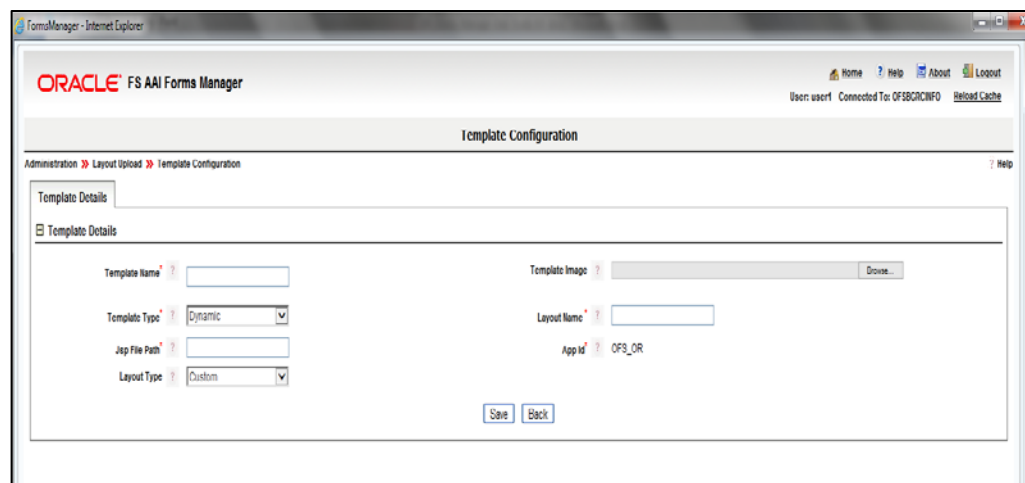 FormsManager - Internet Explorer
ORACLE® FS AAI Forms Manager
Home ? Help About Logout
User: user1 Connected To: OFSBGRCINFO Reload Cache
Template Configuration
Administration » Layout Upload » Template Configuration ? Help
Template Details
Template Details
Template Name* ? Template Image ? Browse...
Template Type* ? Dynamic Layout Name* ?
Jsp File Path* ? App Id* ? OFS_OR
Layout Type ? Custom
Save Back